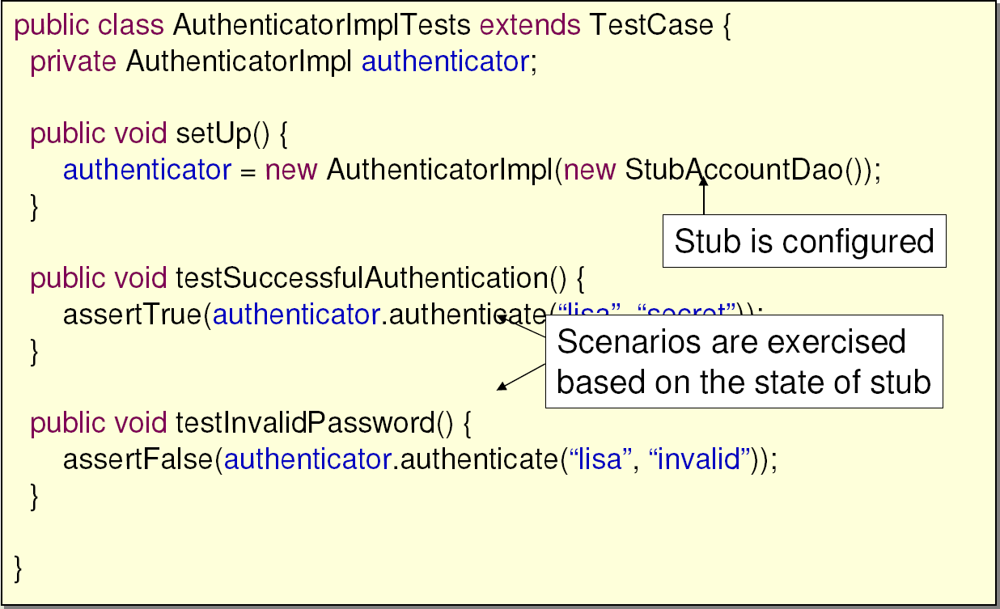 public class AuthenticatorImplTests extends TestCase {
private AuthenticatorImpl authenticator;
public void setUp() {
authenticator = new AuthenticatorImpl(new StubAccountDao());
}
Stub is configured
public void testSuccessfulAuthentication() {
assertTrue(authenticator.authenticate(“lisa”, “secret”));
}
Scenarios are exercised
based on the state of stub
public void testInvalidPassword() {
assertFalse(authenticator.authenticate(“lisa”, “invalid”));
}
}